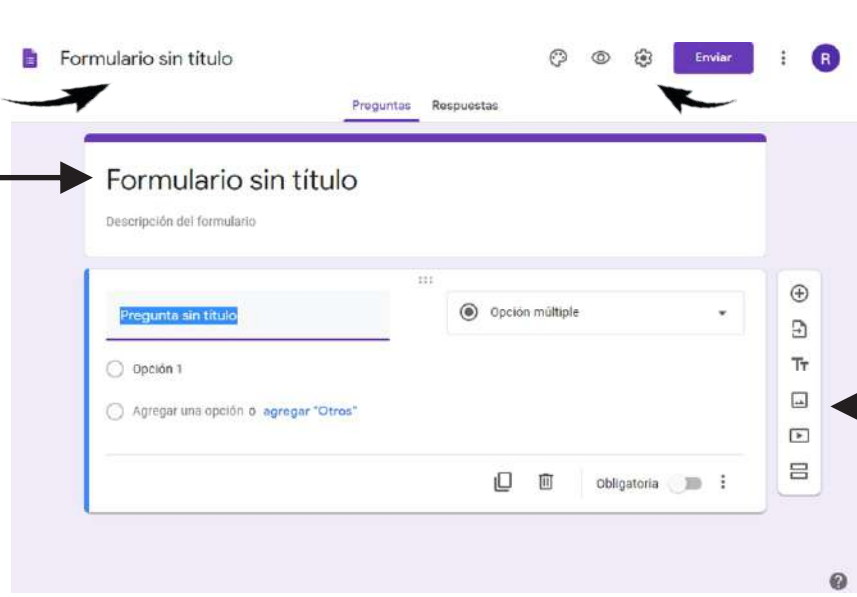 Formulario sin título
Enviar
R
Preguntas Respuestas
Formulario sin título
Descripción del formulario
Pregunta sin título
Opción múltiple
Opción 1
Agregar una opción o agregar "Otros"
Tт
Obligatoria
?